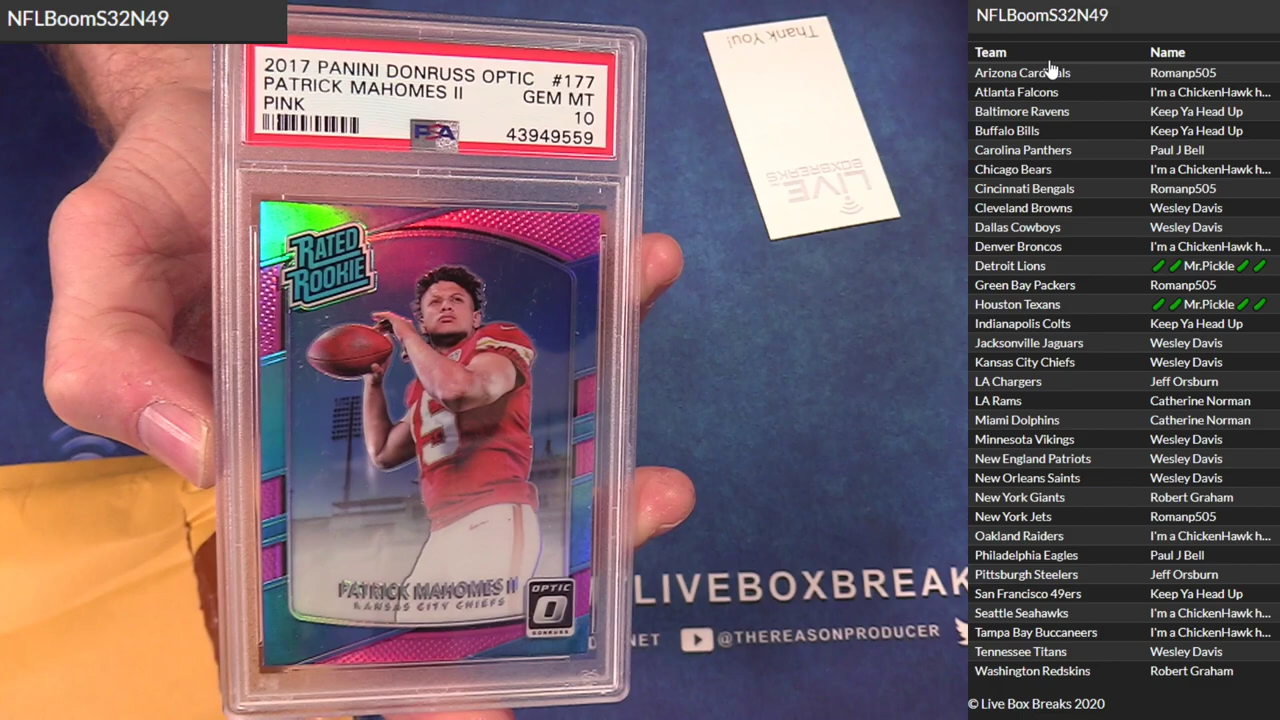 NFLBoomS32N49
2017 PANINI DONRUSS OPTIC #177
PATRICK MAHOMES II GEM MT
PINK 10
PSA 43949559
RATED
ROOKIE
15
PATRICK MAHOMES II
KANSAS CITY CHIEFS
OPTIC
DONRUSS
Thank You!
LIVE
BOXBREAKS
LIVEBOXBREAK
NET @THEREASONPRODUCER
NFLBoomS32N49
Team Name
Arizona Cardinals Romanp505
Atlanta Falcons I'm a ChickenHawk h...
Baltimore Ravens Keep Ya Head Up
Buffalo Bills Keep Ya Head Up
Carolina Panthers Paul J Bell
Chicago Bears I'm a ChickenHawk h...
Cincinnati Bengals Romanp505
Cleveland Browns Wesley Davis
Dallas Cowboys Wesley Davis
Denver Broncos I'm a ChickenHawk h...
Detroit Lions 🥒🥒Mr.Pickle🥒🥒
Green Bay Packers Romanp505
Houston Texans 🥒🥒Mr.Pickle🥒🥒
Indianapolis Colts Keep Ya Head Up
Jacksonville Jaguars Wesley Davis
Kansas City Chiefs Wesley Davis
LA Chargers Jeff Orsburn
LA Rams Catherine Norman
Miami Dolphins Catherine Norman
Minnesota Vikings Wesley Davis
New England Patriots Wesley Davis
New Orleans Saints Wesley Davis
New York Giants Robert Graham
New York Jets Romanp505
Oakland Raiders I'm a ChickenHawk h...
Philadelphia Eagles Paul J Bell
Pittsburgh Steelers Jeff Orsburn
San Francisco 49ers Keep Ya Head Up
Seattle Seahawks I'm a ChickenHawk h...
Tampa Bay Buccaneers I'm a ChickenHawk h...
Tennessee Titans Wesley Davis
Washington Redskins Robert Graham
© Live Box Breaks 2020